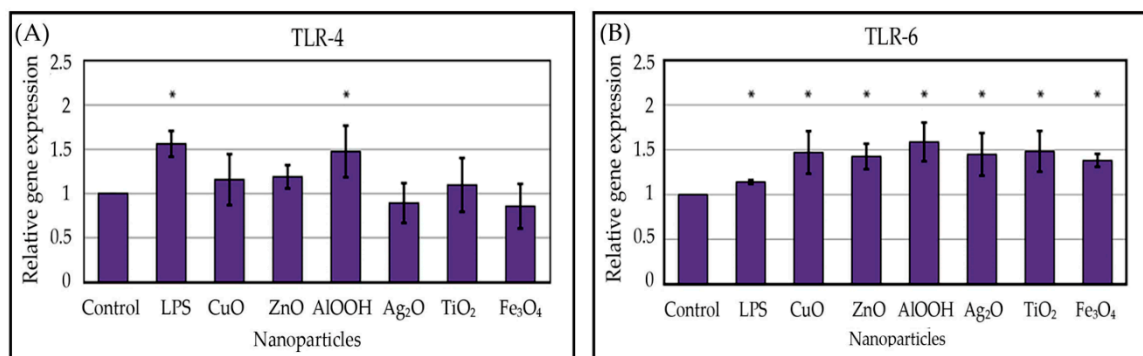 (A)
TLR-4
Relative gene expression
2.5
2
1.5
1
0.5
0
* *
Control LPS CuO ZnO AlOOH Ag₂O TiO₂ Fe₃O₄
Nanoparticles
(B)
TLR-6
Relative gene expression
2.5
2
1.5
1
0.5
0
* * * * * * *
Control LPS CuO ZnO AlOOH Ag₂O TiO₂ Fe₃O₄
Nanoparticles